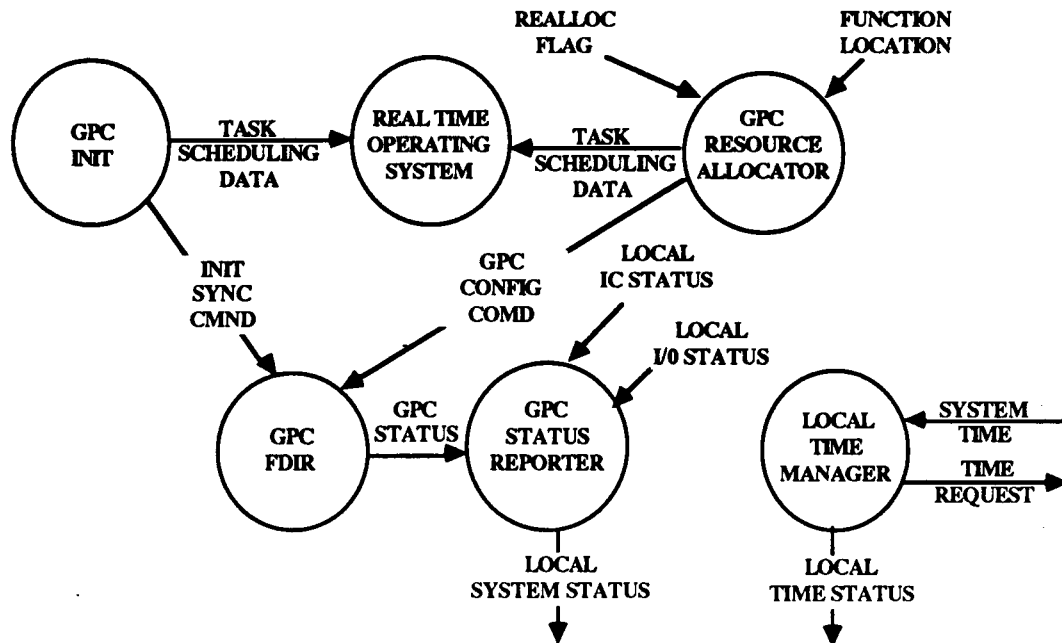 REALLOC
FLAG
FUNCTION
LOCATION
GPC
INIT
TASK
SCHEDULING
DATA
REAL TIME
OPERATING
SYSTEM
TASK
SCHEDULING
DATA
GPC
RESOURCE
ALLOCATOR
INIT
SYNC
CMND
GPC
CONFIG
COMD
LOCAL
IC STATUS
LOCAL
I/0 STATUS
GPC
FDIR
GPC
STATUS
GPC
STATUS
REPORTER
LOCAL
TIME
MANAGER
SYSTEM
TIME
TIME
REQUEST
LOCAL
SYSTEM STATUS
LOCAL
TIME STATUS